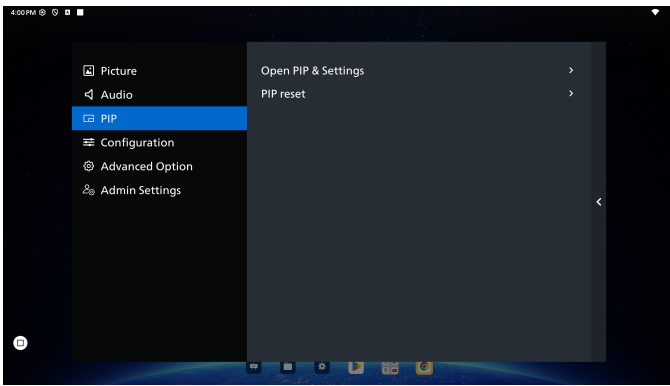 4:00 PM
Picture
Audio
PIP
Configuration
Advanced Option
Admin Settings
Open PIP & Settings
PIP reset